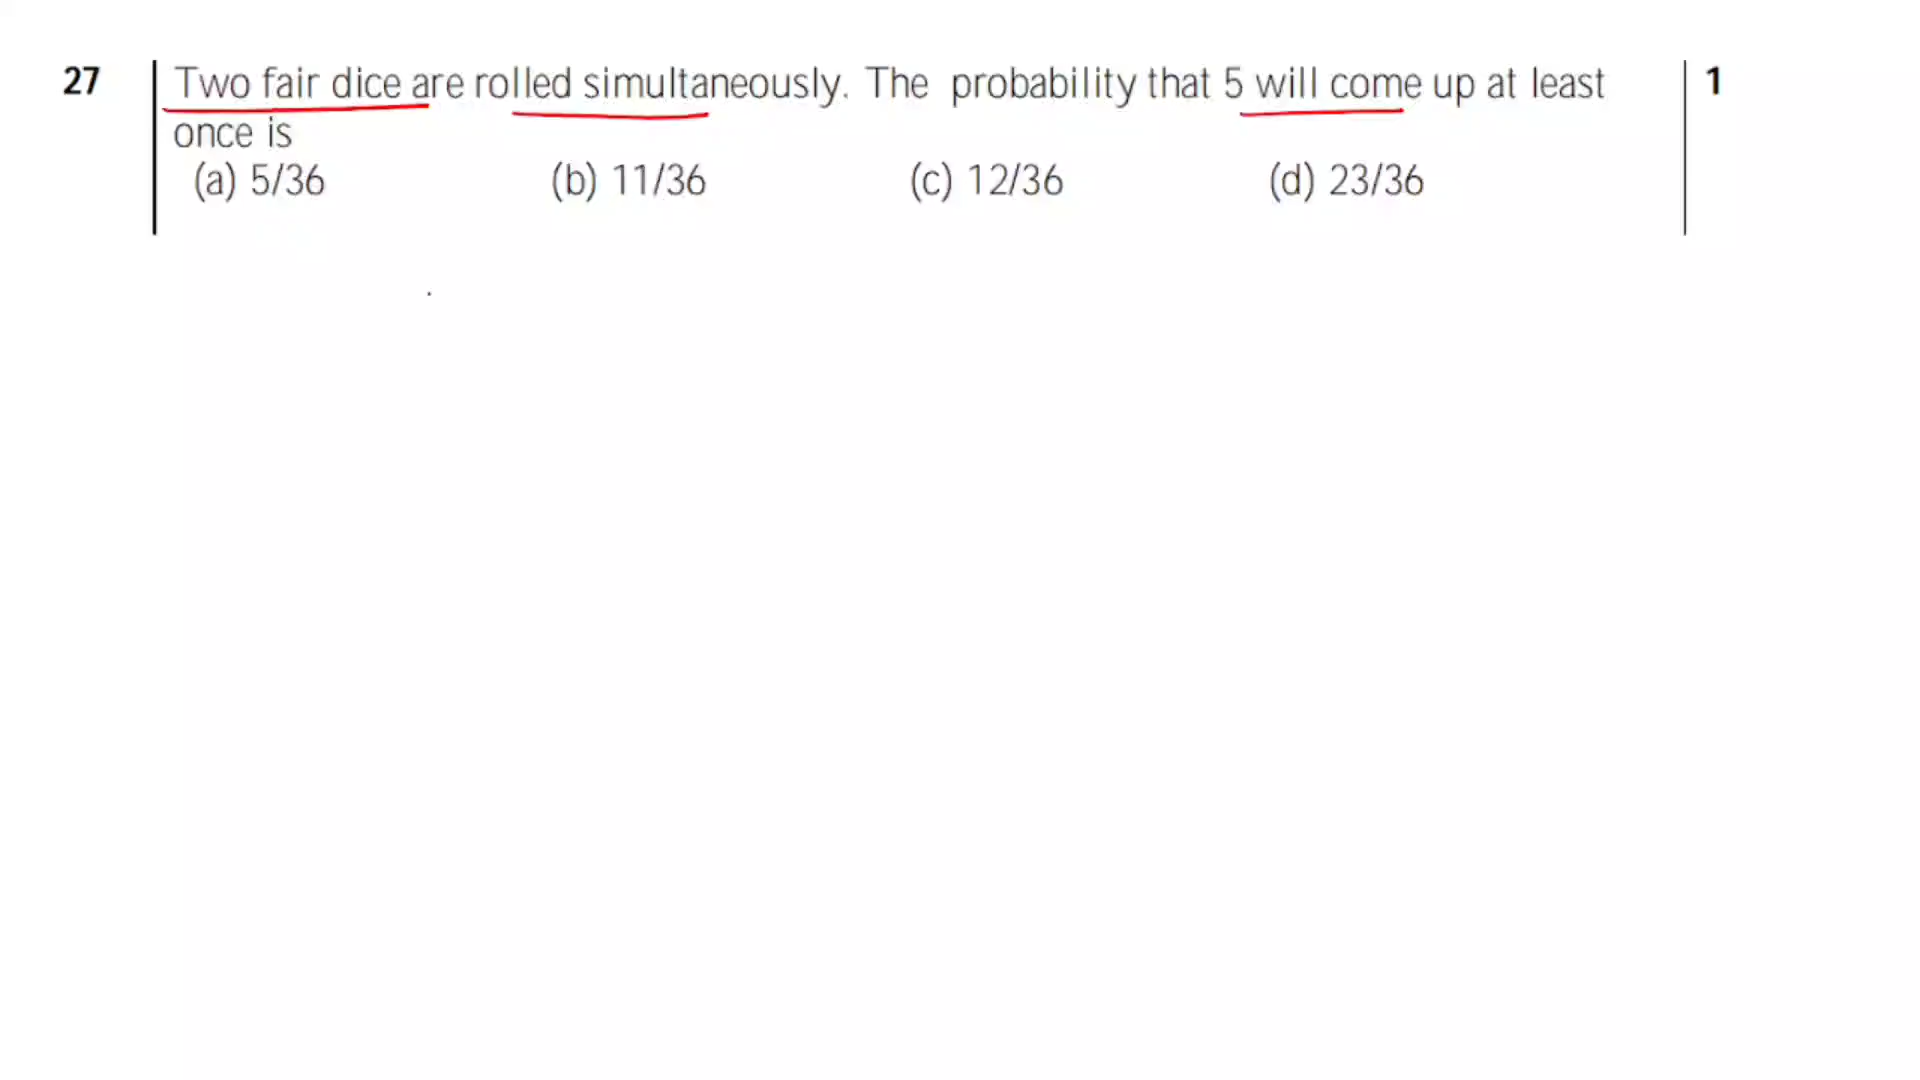 27 Two fair dice are rolled simultaneously. The probability that 5 will come up at least 1
once is
(a) 5/36 (b) 11/36 (c) 12/36 (d) 23/36